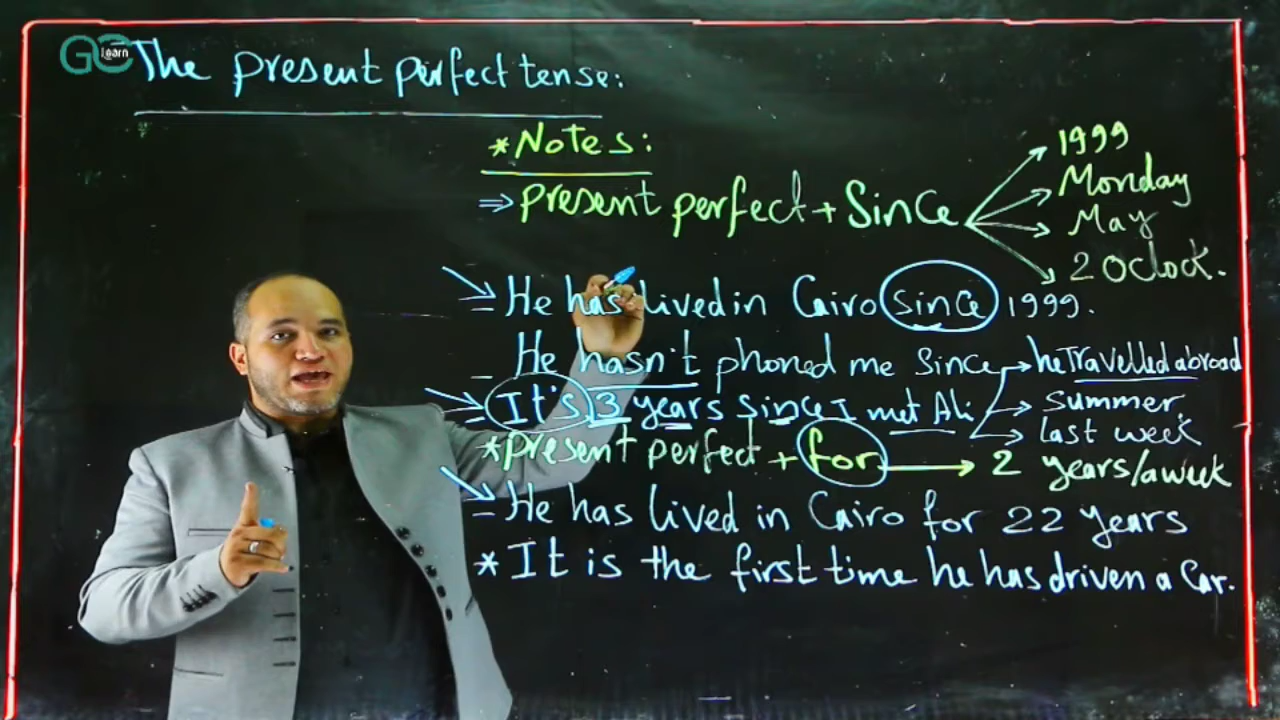 GC Learn
The present perfect tense:
*Notes:
⇒ present perfect + Since
1999
Monday
May
2 O'clock.
= He has lived in Cairo since 1999.
_ He hasn't phoned me Since → he Travelled abroad
→ summer.
→ last week
= It's 3 years since I met Ali
*present perfect + for → 2 years/a week
= He has lived in Cairo for 22 years
* It is the first time he has driven a Car.